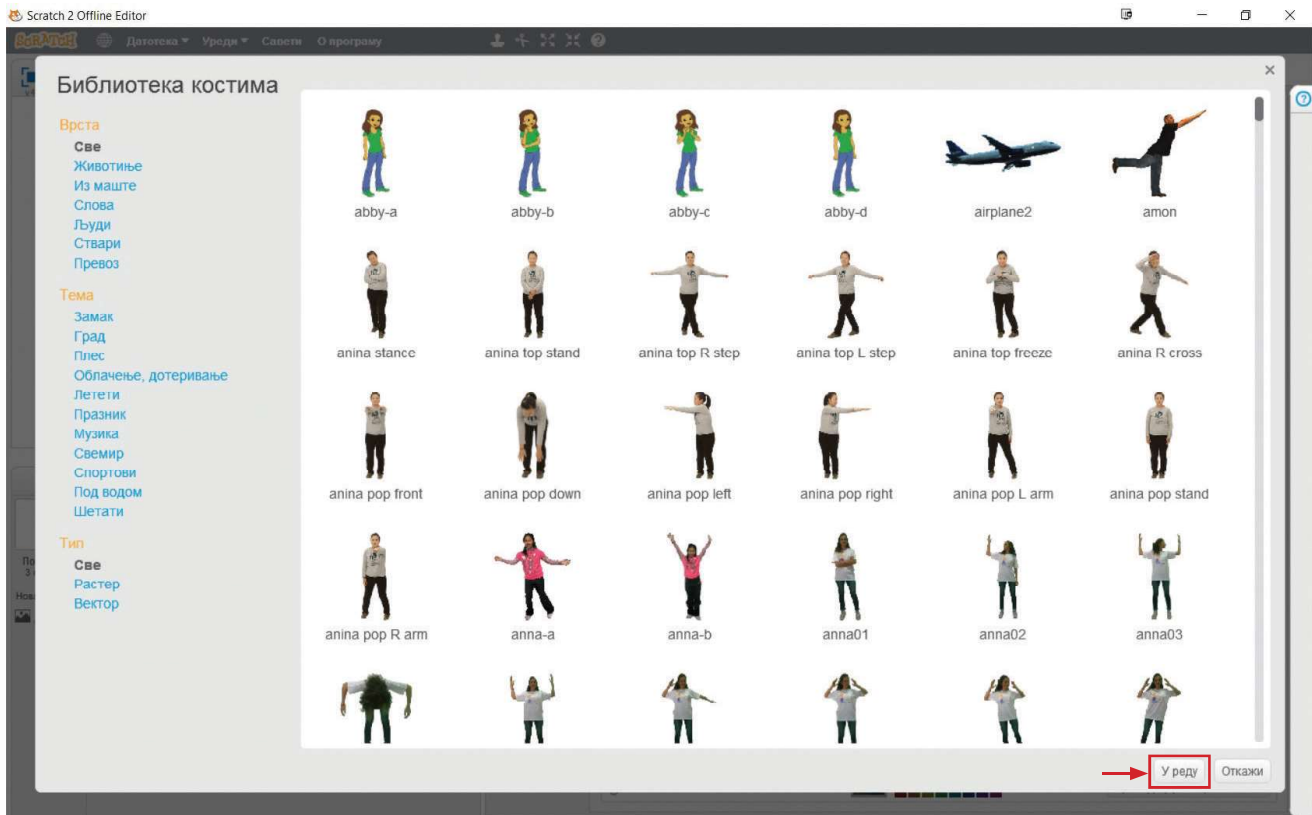 Scratch 2 Offline Editor
SCRATCH Датотека Уреди Савети О програму
Библиотека костима
Врста
Све
Животиње
Из маште
Слова
Људи
Ствари
Превоз
Тема
Замак
Град
Плес
Облачење, дотеривање
Летети
Празник
Музика
Свемир
Спортови
Под водом
Шетати
Тип
Све
Растер
Вектор
abby-a abby-b abby-c abby-d airplane2 amon
anina stance anina top stand anina top R step anina top L step anina top freeze anina R cross
anina pop front anina pop down anina pop left anina pop right anina pop L arm anina pop stand
anina pop R arm anna-a anna-b anna01 anna02 anna03
У реду Откажи